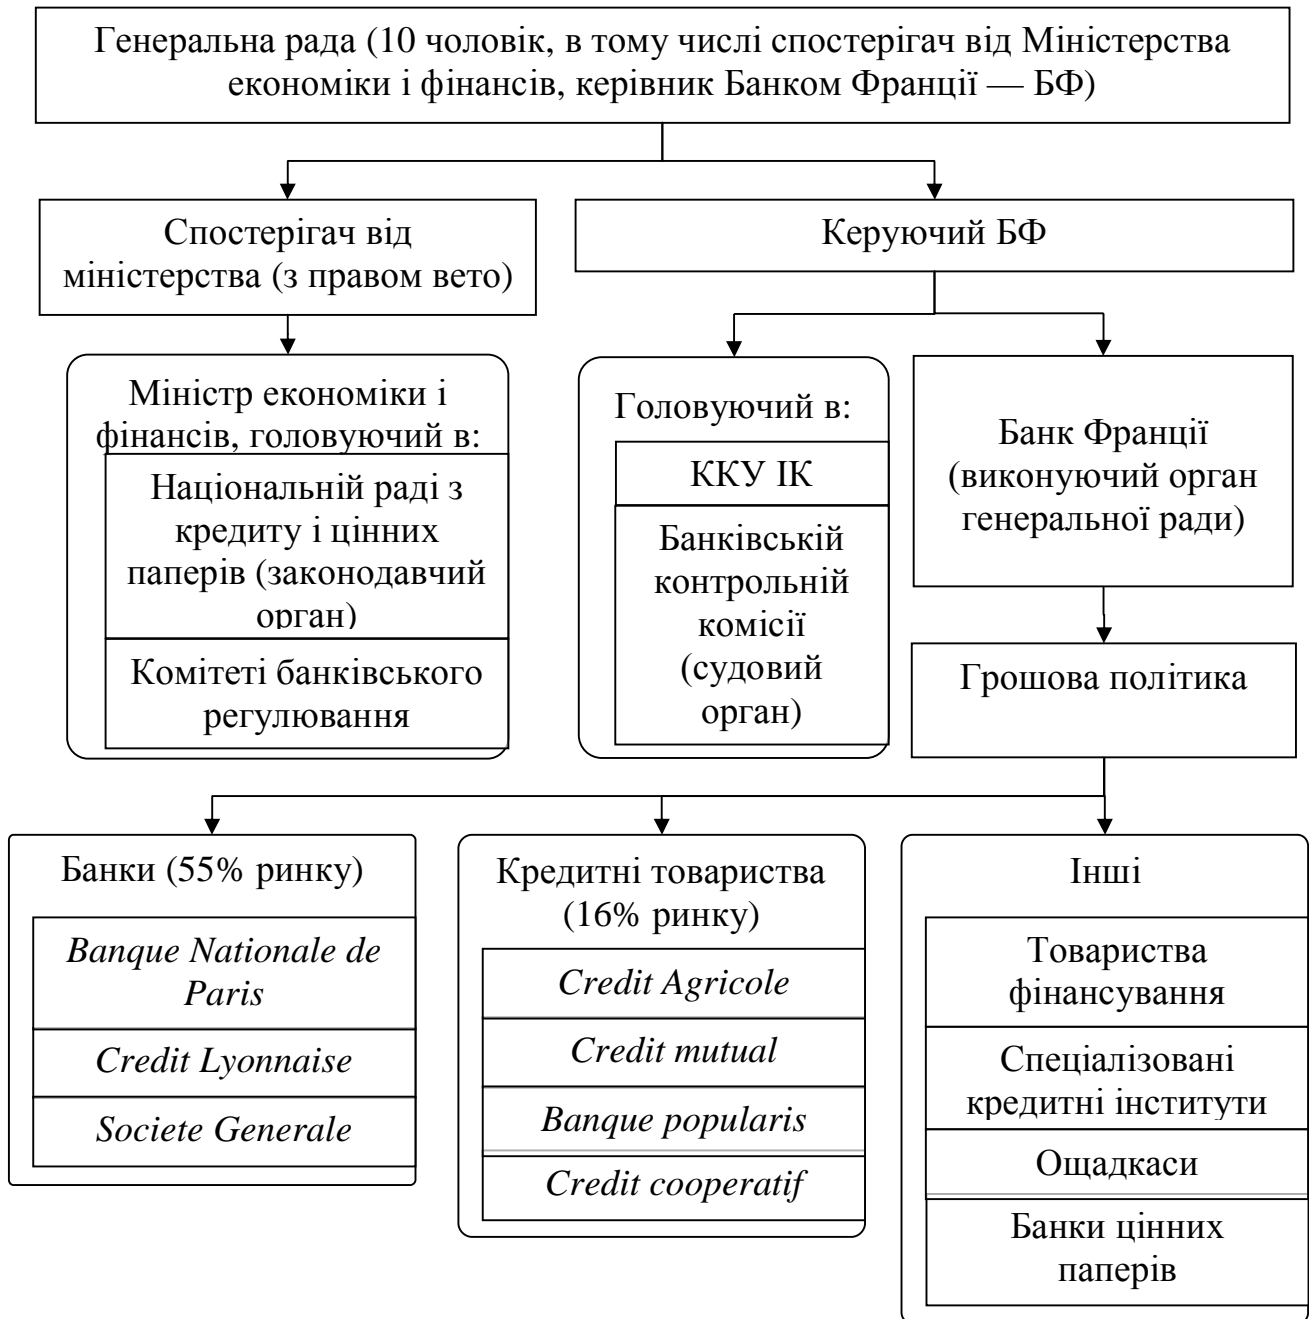 Генеральна рада (10 чоловік, в тому числі спостерігач від Міністерства
економіки і фінансів, керівник Банком Франції — БФ)
Спостерігач від
міністерства (з правом вето)
Керуючий БФ
Міністр економіки і
фінансів, головуючий в:
Національній раді з
кредиту і цінних
паперів (законодавчий
орган)
Комітеті банківського
регулювання
Головуючий в:
ККУ ІК
Банківській
контрольній
комісії
(судовий
орган)
Банк Франції
(виконуючий орган
генеральної ради)
Грошова політика
Банки (55% ринку)
Banque Nationale de
Paris
Credit Lyonnaise
Societe Generale
Кредитні товариства
(16% ринку)
Credit Agricole
Credit mutual
Banque popularis
Credit cooperatif
Інші
Товариства
фінансування
Спеціалізовані
кредитні інститути
Ощадкаси
Банки цінних
паперів